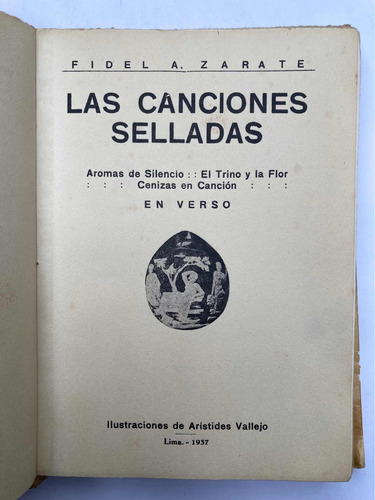 FIDEL A. ZARATE
LAS CANCIONES
SELLADAS
Aromas de Silencio : : El Trino y la Flor
: : : Cenizas en Canción : : :
EN VERSO
Ilustraciones de Arístides Vallejo
Lima. - 1937